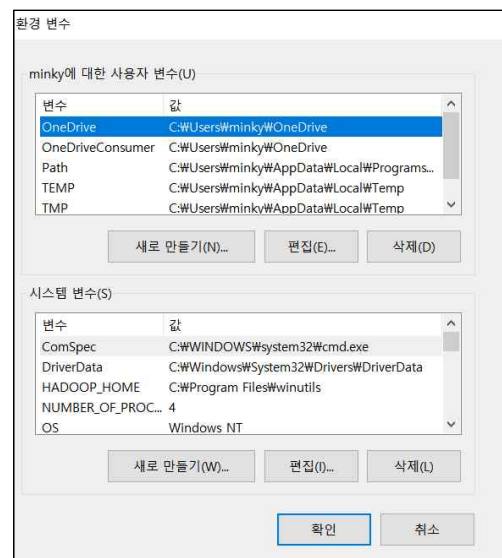 환경 변수
minky에 대한 사용자 변수(U)
변수 값
OneDrive C:₩Users₩minky₩OneDrive
OneDriveConsumer C:₩Users₩minky₩OneDrive
Path C:₩Users₩minky₩AppData₩Local₩Programs...
TEMP C:₩Users₩minky₩AppData₩Local₩Temp
TMP C:₩Users₩minky₩AppData₩Local₩Temp
새로 만들기(N)... 편집(E)... 삭제(D)
시스템 변수(S)
변수 값
ComSpec C:₩WINDOWS₩system32₩cmd.exe
DriverData C:₩Windows₩System32₩Drivers₩DriverData
HADOOP_HOME C:₩Program Files₩winutils
NUMBER_OF_PROC... 4
OS Windows NT
새로 만들기(W)... 편집(I)... 삭제(L)
확인 취소